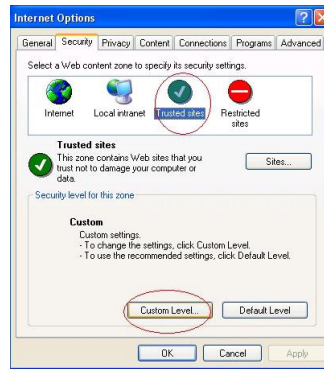 Internet Options
General Security Privacy Content Connections Programs Advanced
Select a Web content zone to specify its security settings.
Internet Local intranet Trusted sites Restricted
sites
Trusted sites
This zone contains Web sites that you
trust not to damage your computer or
data.
Sites...
Security level for this zone
Custom
Custom settings.
- To change the settings, click Custom Level.
- To use the recommended settings, click Default Level.
Custom Level... Default Level
OK Cancel Apply